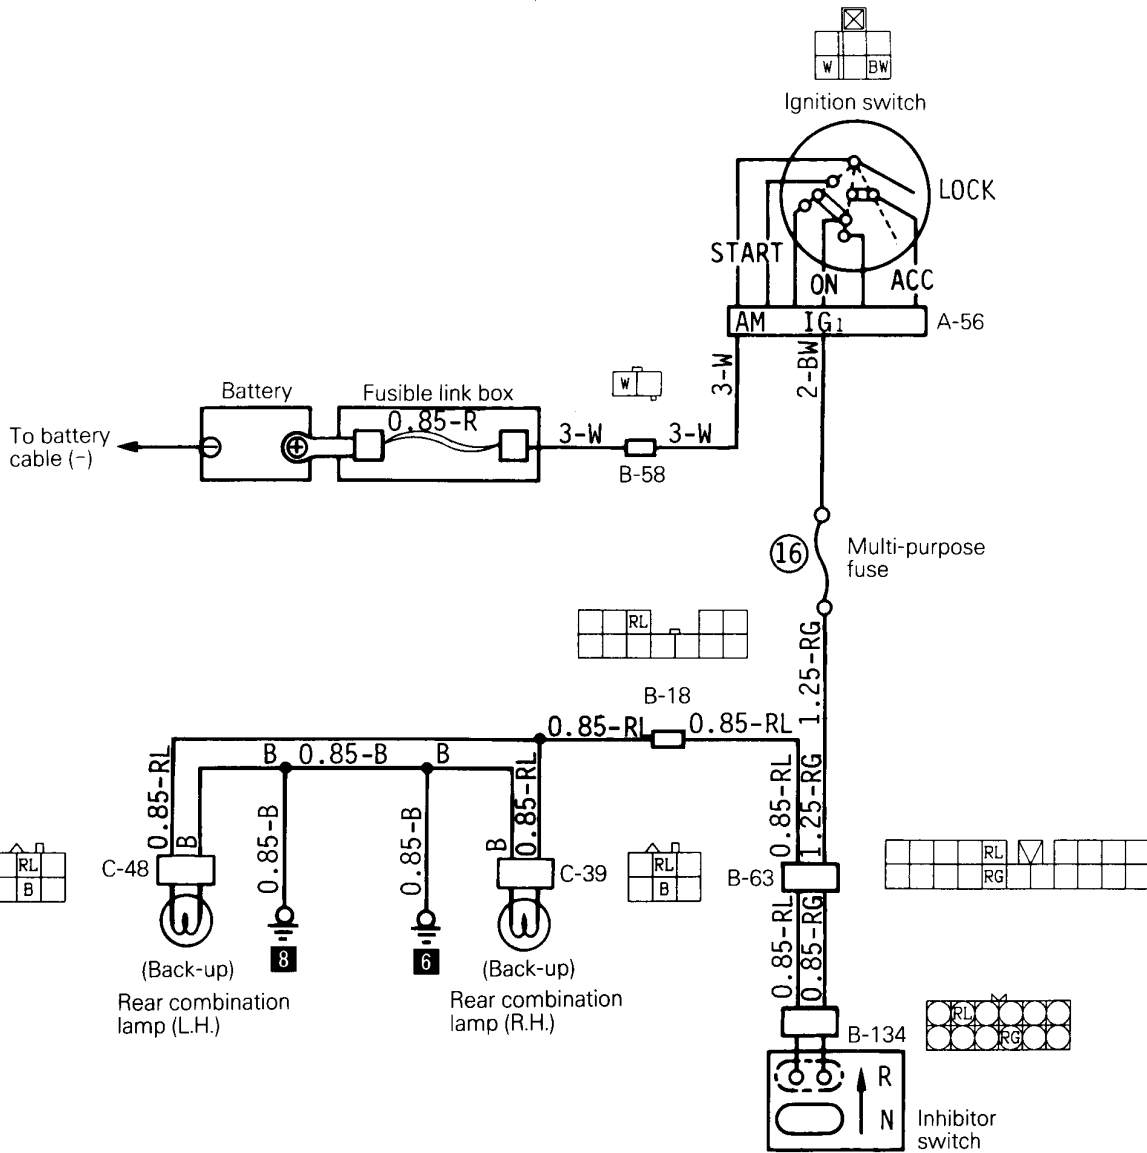 W
BW
Ignition switch
LOCK
START
ON
ACC
AM
IG1
A-56
3-W
2-BW
W
Battery
Fusible link box
0.85-R
To battery
cable (−)
3-W
3-W
B-58
16
Multi-purpose
fuse
RL
1.25-RG
B-18
0.85-RL
0.85-RL
B
0.85-B
B
0.85-RL
0.85-RL
0.85-RL
1.25-RG
B
0.85-B
0.85-B
B
RL
B
C-48
C-39
RL
B
B-63
RL
RG
0.85-RL
0.85-RG
8
6
(Back-up)
Rear combination
lamp (L.H.)
(Back-up)
Rear combination
lamp (R.H.)
RL
RG
B-134
R
N
Inhibitor
switch